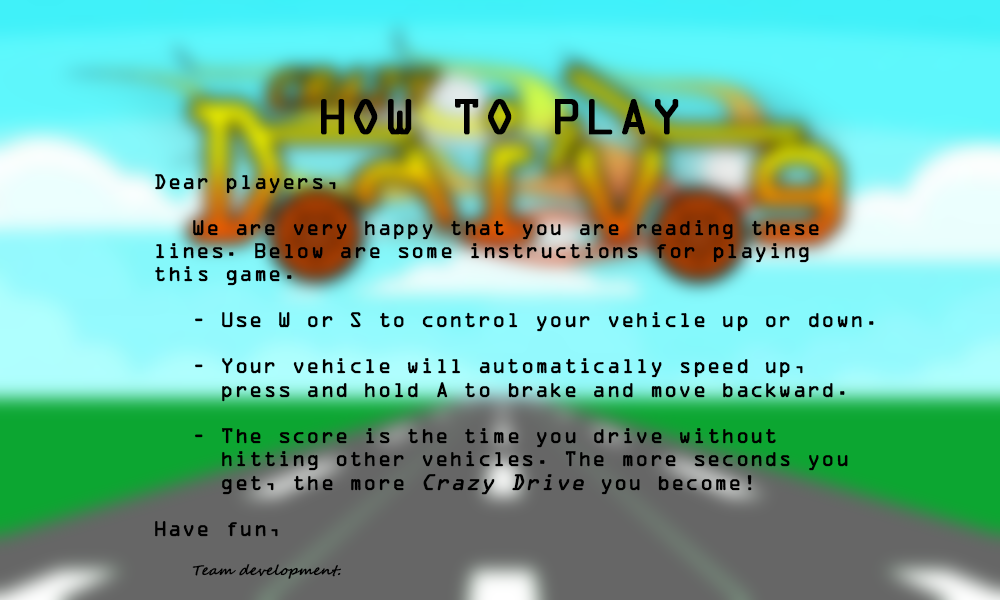 HOW TO PLAY
Dear players,
We are very happy that you are reading these
lines. Below are some instructions for playing
this game.
- Use W or S to control your vehicle up or down.
- Your vehicle will automatically speed up,
press and hold A to brake and move backward.
- The score is the time you drive without
hitting other vehicles. The more seconds you
get, the more Crazy Drive you become!
Have fun,
Team development.